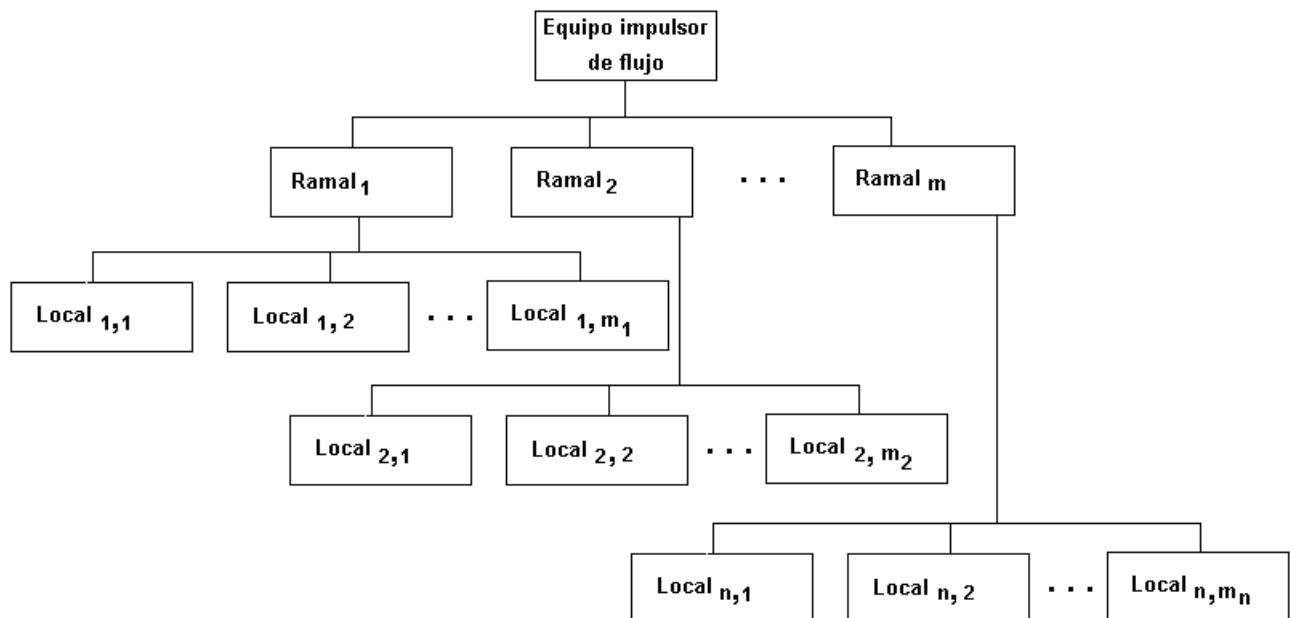 Equipo impulsor
de flujo
Ramal 1
Ramal 2
. . .
Ramal m
Local 1,1
Local 1, 2
. . .
Local 1, m1
Local 2,1
Local 2, 2
. . .
Local 2, m2
Local n,1
Local n, 2
. . .
Local n,mn